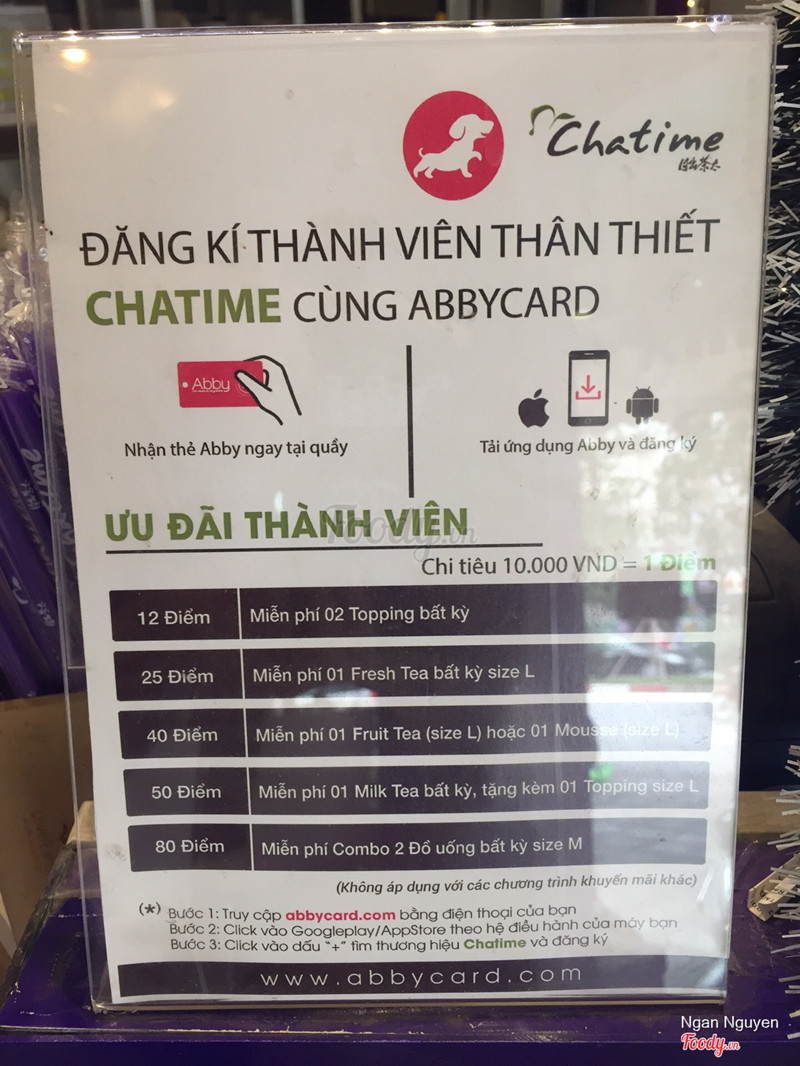 Chatime
日出茶太
ĐĂNG KÍ THÀNH VIÊN THÂN THIẾT
CHATIME CÙNG ABBYCARD
Abby
Nhận thẻ Abby ngay tại quầy
Tải ứng dụng Abby và đăng ký
ƯU ĐÃI THÀNH VIÊN
Foody.vn
Chi tiêu 10.000 VND = 1 Điểm
12 Điểm Miễn phí 02 Topping bất kỳ
25 Điểm Miễn phí 01 Fresh Tea bất kỳ size L
40 Điểm Miễn phí 01 Fruit Tea (size L) hoặc 01 Mousse (size L)
50 Điểm Miễn phí 01 Milk Tea bất kỳ, tặng kèm 01 Topping size L
80 Điểm Miễn phí Combo 2 Đồ uống bất kỳ size M
(Không áp dụng với các chương trình khuyến mãi khác)
(*) Bước 1: Truy cập abbycard.com bằng điện thoại của bạn
Bước 2: Click vào Googleplay/AppStore theo hệ điều hành của máy bạn
Bước 3: Click vào dấu “+” tìm thương hiệu Chatime và đăng ký
www.abbycard.com
Ngan Nguyen
Foody.vn